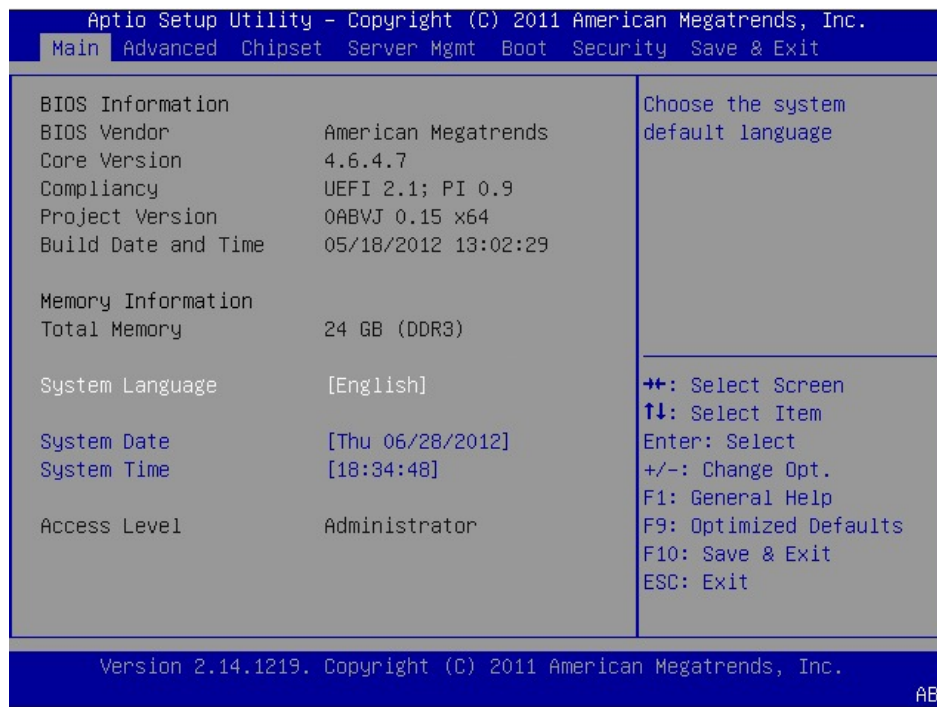 Aptio Setup Utility – Copyright (C) 2011 American Megatrends, Inc.
Main Advanced Chipset Server Mgmt Boot Security Save & Exit
BIOS Information
BIOS Vendor American Megatrends
Core Version 4.6.4.7
Compliancy UEFI 2.1; PI 0.9
Project Version 0ABVJ 0.15 x64
Build Date and Time 05/18/2012 13:02:29
Memory Information
Total Memory 24 GB (DDR3)
System Language [English]
System Date [Thu 06/28/2012]
System Time [18:34:48]
Access Level Administrator
Choose the system
default language
→←: Select Screen
↑↓: Select Item
Enter: Select
+/-: Change Opt.
F1: General Help
F9: Optimized Defaults
F10: Save & Exit
ESC: Exit
Version 2.14.1219. Copyright (C) 2011 American Megatrends, Inc.
AB